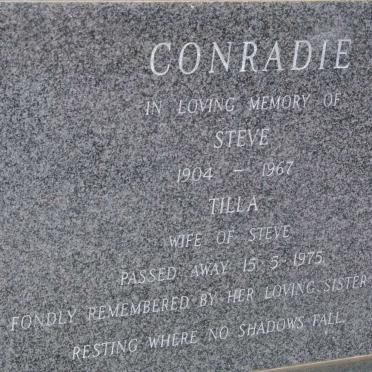 CONRADIE
IN LOVING MEMORY OF
STEVE
1904 - 1967
TILLA
WIFE OF STEVE
PASSED AWAY 15-5-1975
FONDLY REMEMBERED BY HER LOVING SISTER
RESTING WHERE NO SHADOWS FALL.